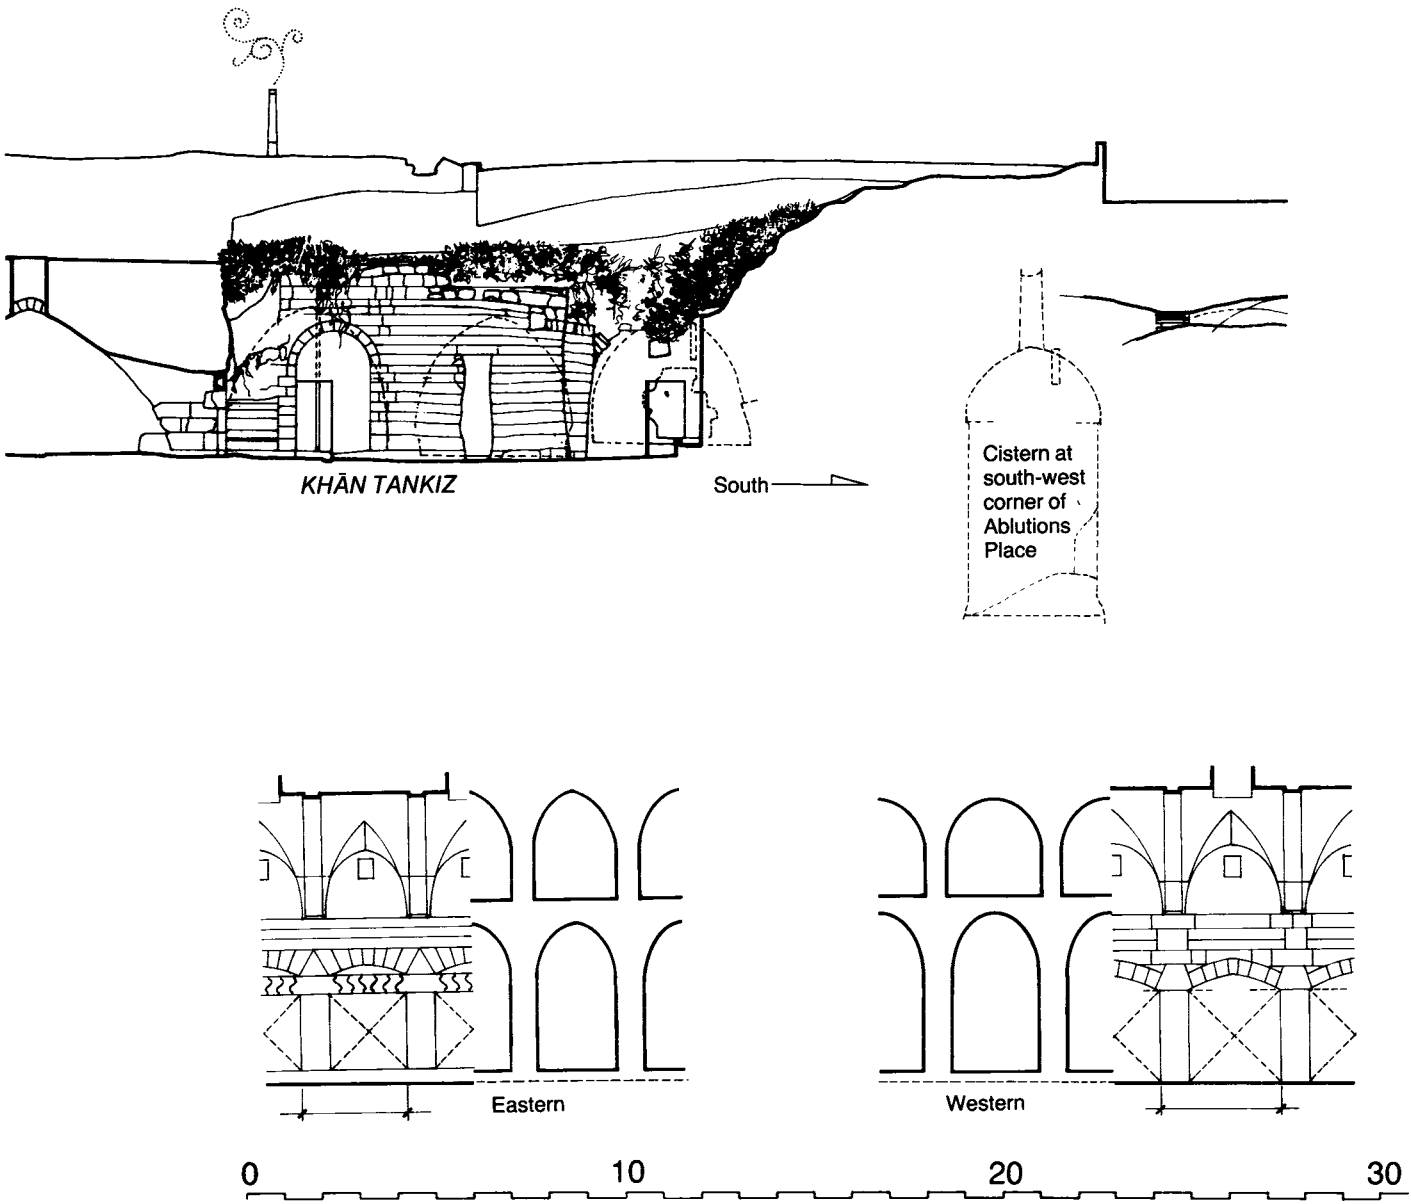 KHĀN TANKIZ
South
Cistern at
south-west
corner of
Ablutions
Place
Eastern
Western
0 10 20 30